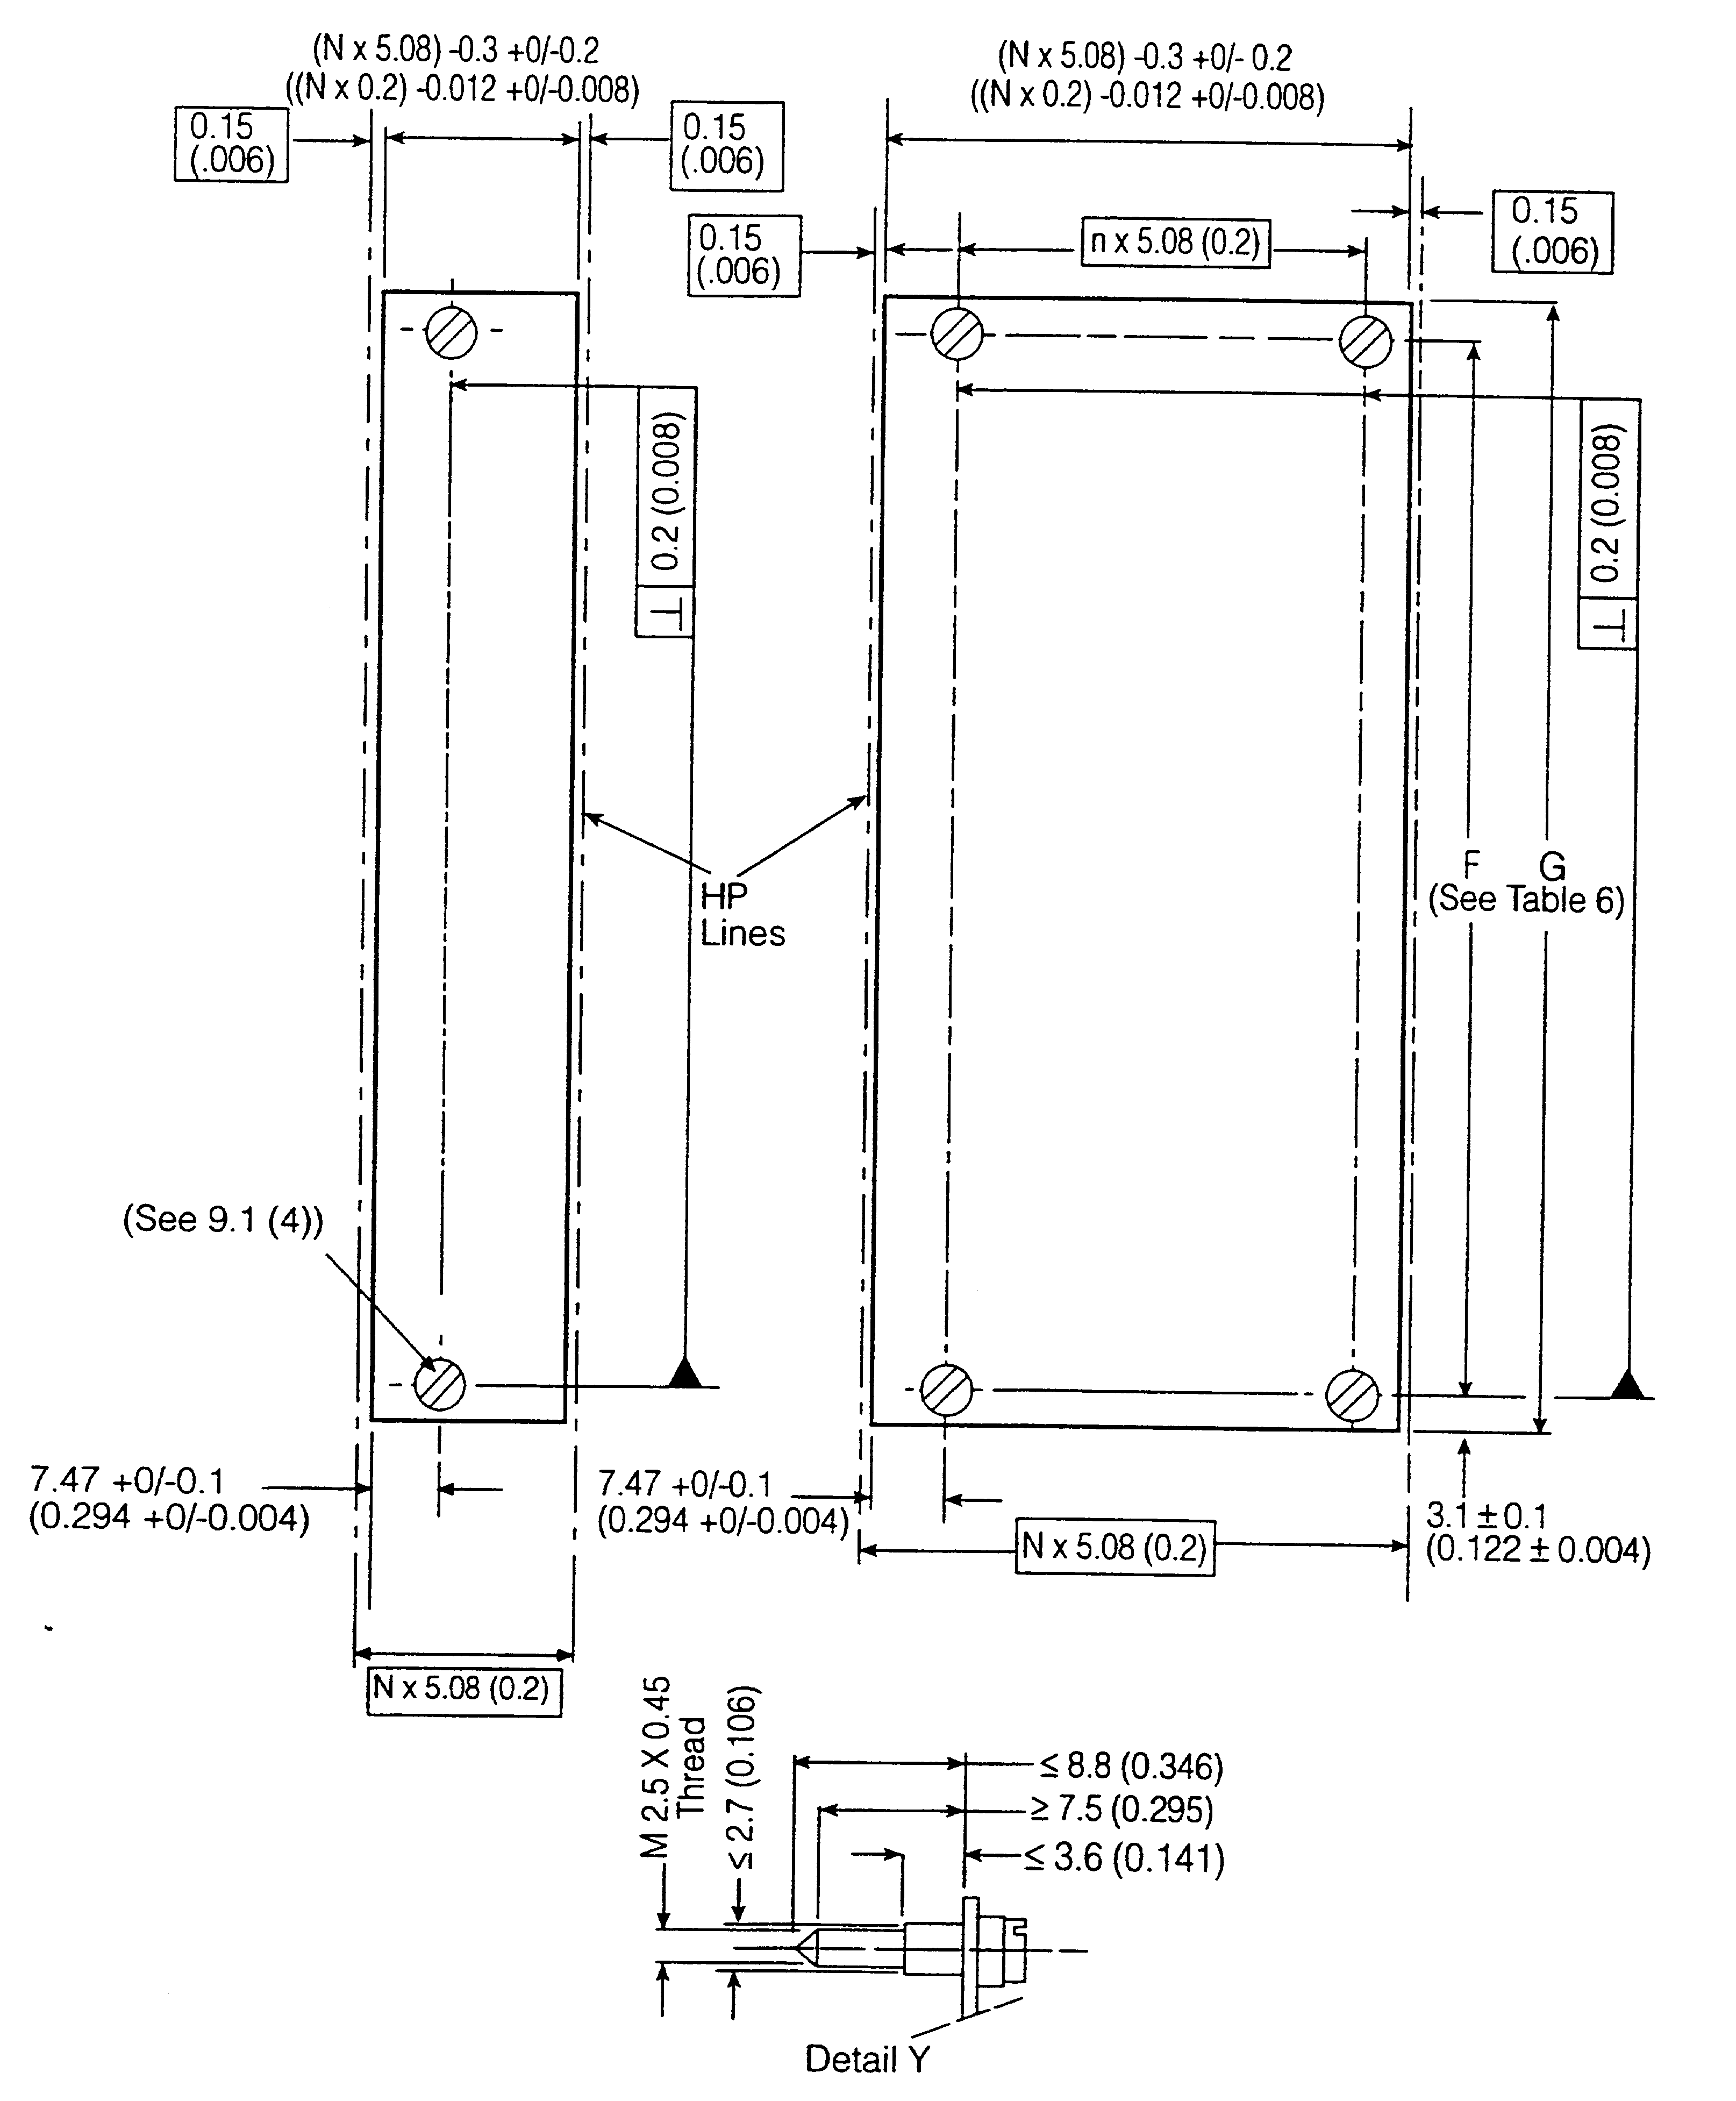 (N x 5.08) -0.3 +0/-0.2
((N x 0.2) -0.012 +0/-0.008)
(N x 5.08) -0.3 +0/- 0.2
((N x 0.2) -0.012 +0/-0.008)
0.15
(.006)
0.15
(.006)
0.15
(.006)
n x 5.08 (0.2)
0.15
(.006)
⊥ 0.2 (0.008)
⊥ 0.2 (0.008)
HP
Lines
F G
(See Table 6)
(See 9.1 (4))
7.47 +0/-0.1
(0.294 +0/-0.004)
7.47 +0/-0.1
(0.294 +0/-0.004)
N x 5.08 (0.2)
3.1 ± 0.1
(0.122 ± 0.004)
N x 5.08 (0.2)
M 2.5 X 0.45
Thread
≤ 2.7 (0.106)
≤ 8.8 (0.346)
≥ 7.5 (0.295)
≤ 3.6 (0.141)
Detail Y